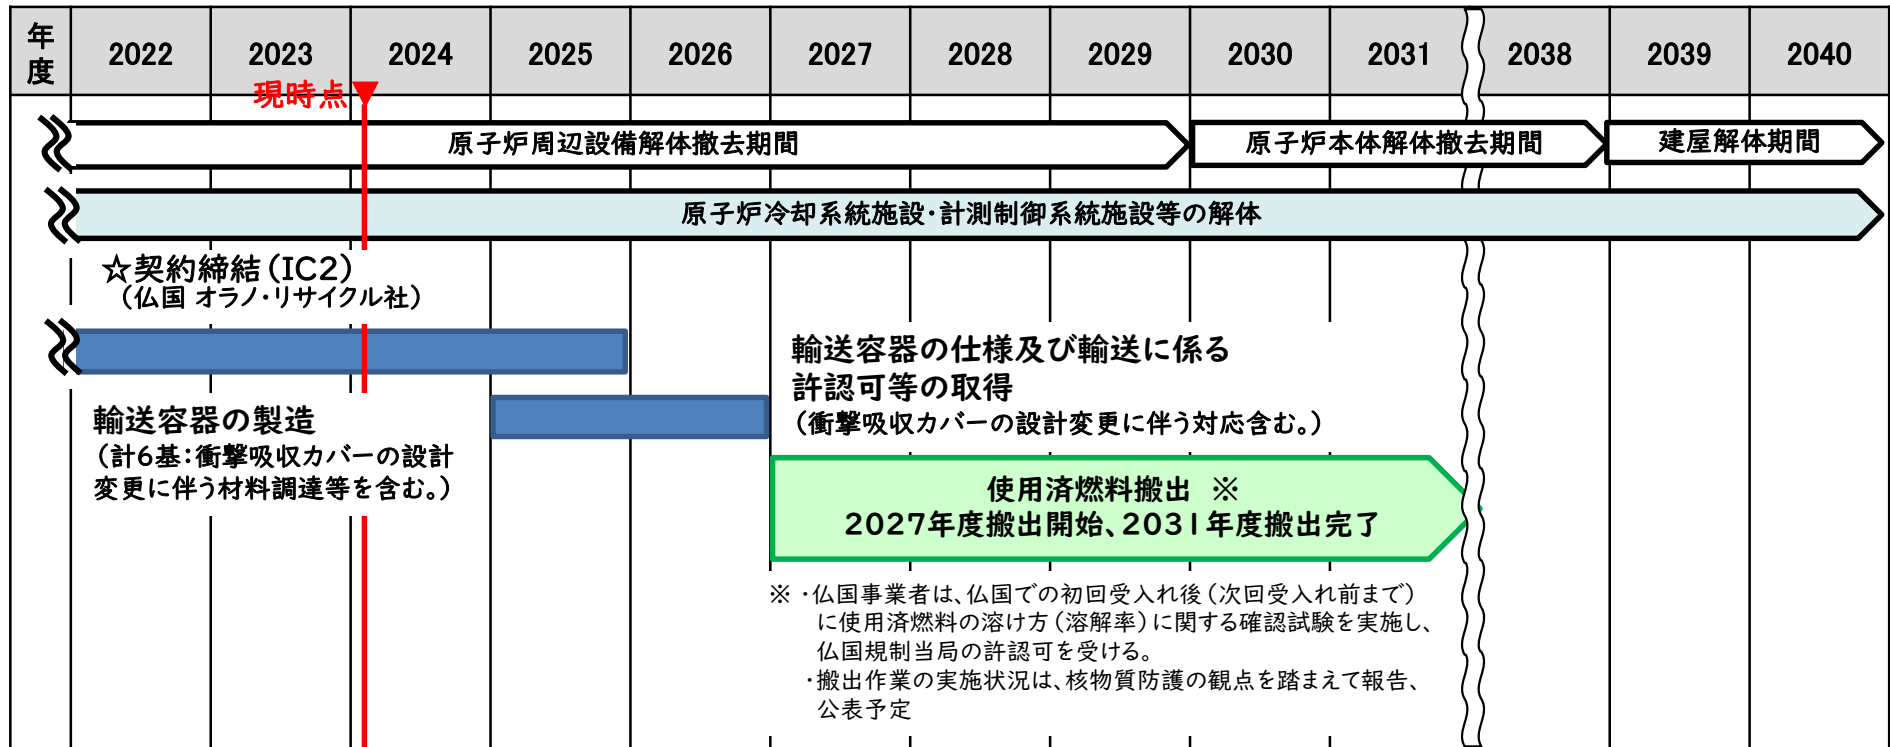 年度 2022 2023 2024 2025 2026 2027 2028 2029 2030 2031 2038 2039 2040
現時点
原子炉周辺設備解体撤去期間 原子炉本体解体撤去期間 建屋解体期間
原子炉冷却系統施設・計測制御系統施設等の解体
☆契約締結(IC2)
(仏国 オラノ・リサイクル社)
輸送容器の製造
(計6基:衝撃吸収カバーの設計
変更に伴う材料調達等を含む。)
輸送容器の仕様及び輸送に係る
許認可等の取得
(衝撃吸収カバーの設計変更に伴う対応含む。)
使用済燃料搬出 ※
2027年度搬出開始、2031年度搬出完了
※ ・仏国事業者は、仏国での初回受入れ後(次回受入れ前まで)
に使用済燃料の溶け方(溶解率)に関する確認試験を実施し、
仏国規制当局の許認可を受ける。
・搬出作業の実施状況は、核物質防護の観点を踏まえて報告、
公表予定